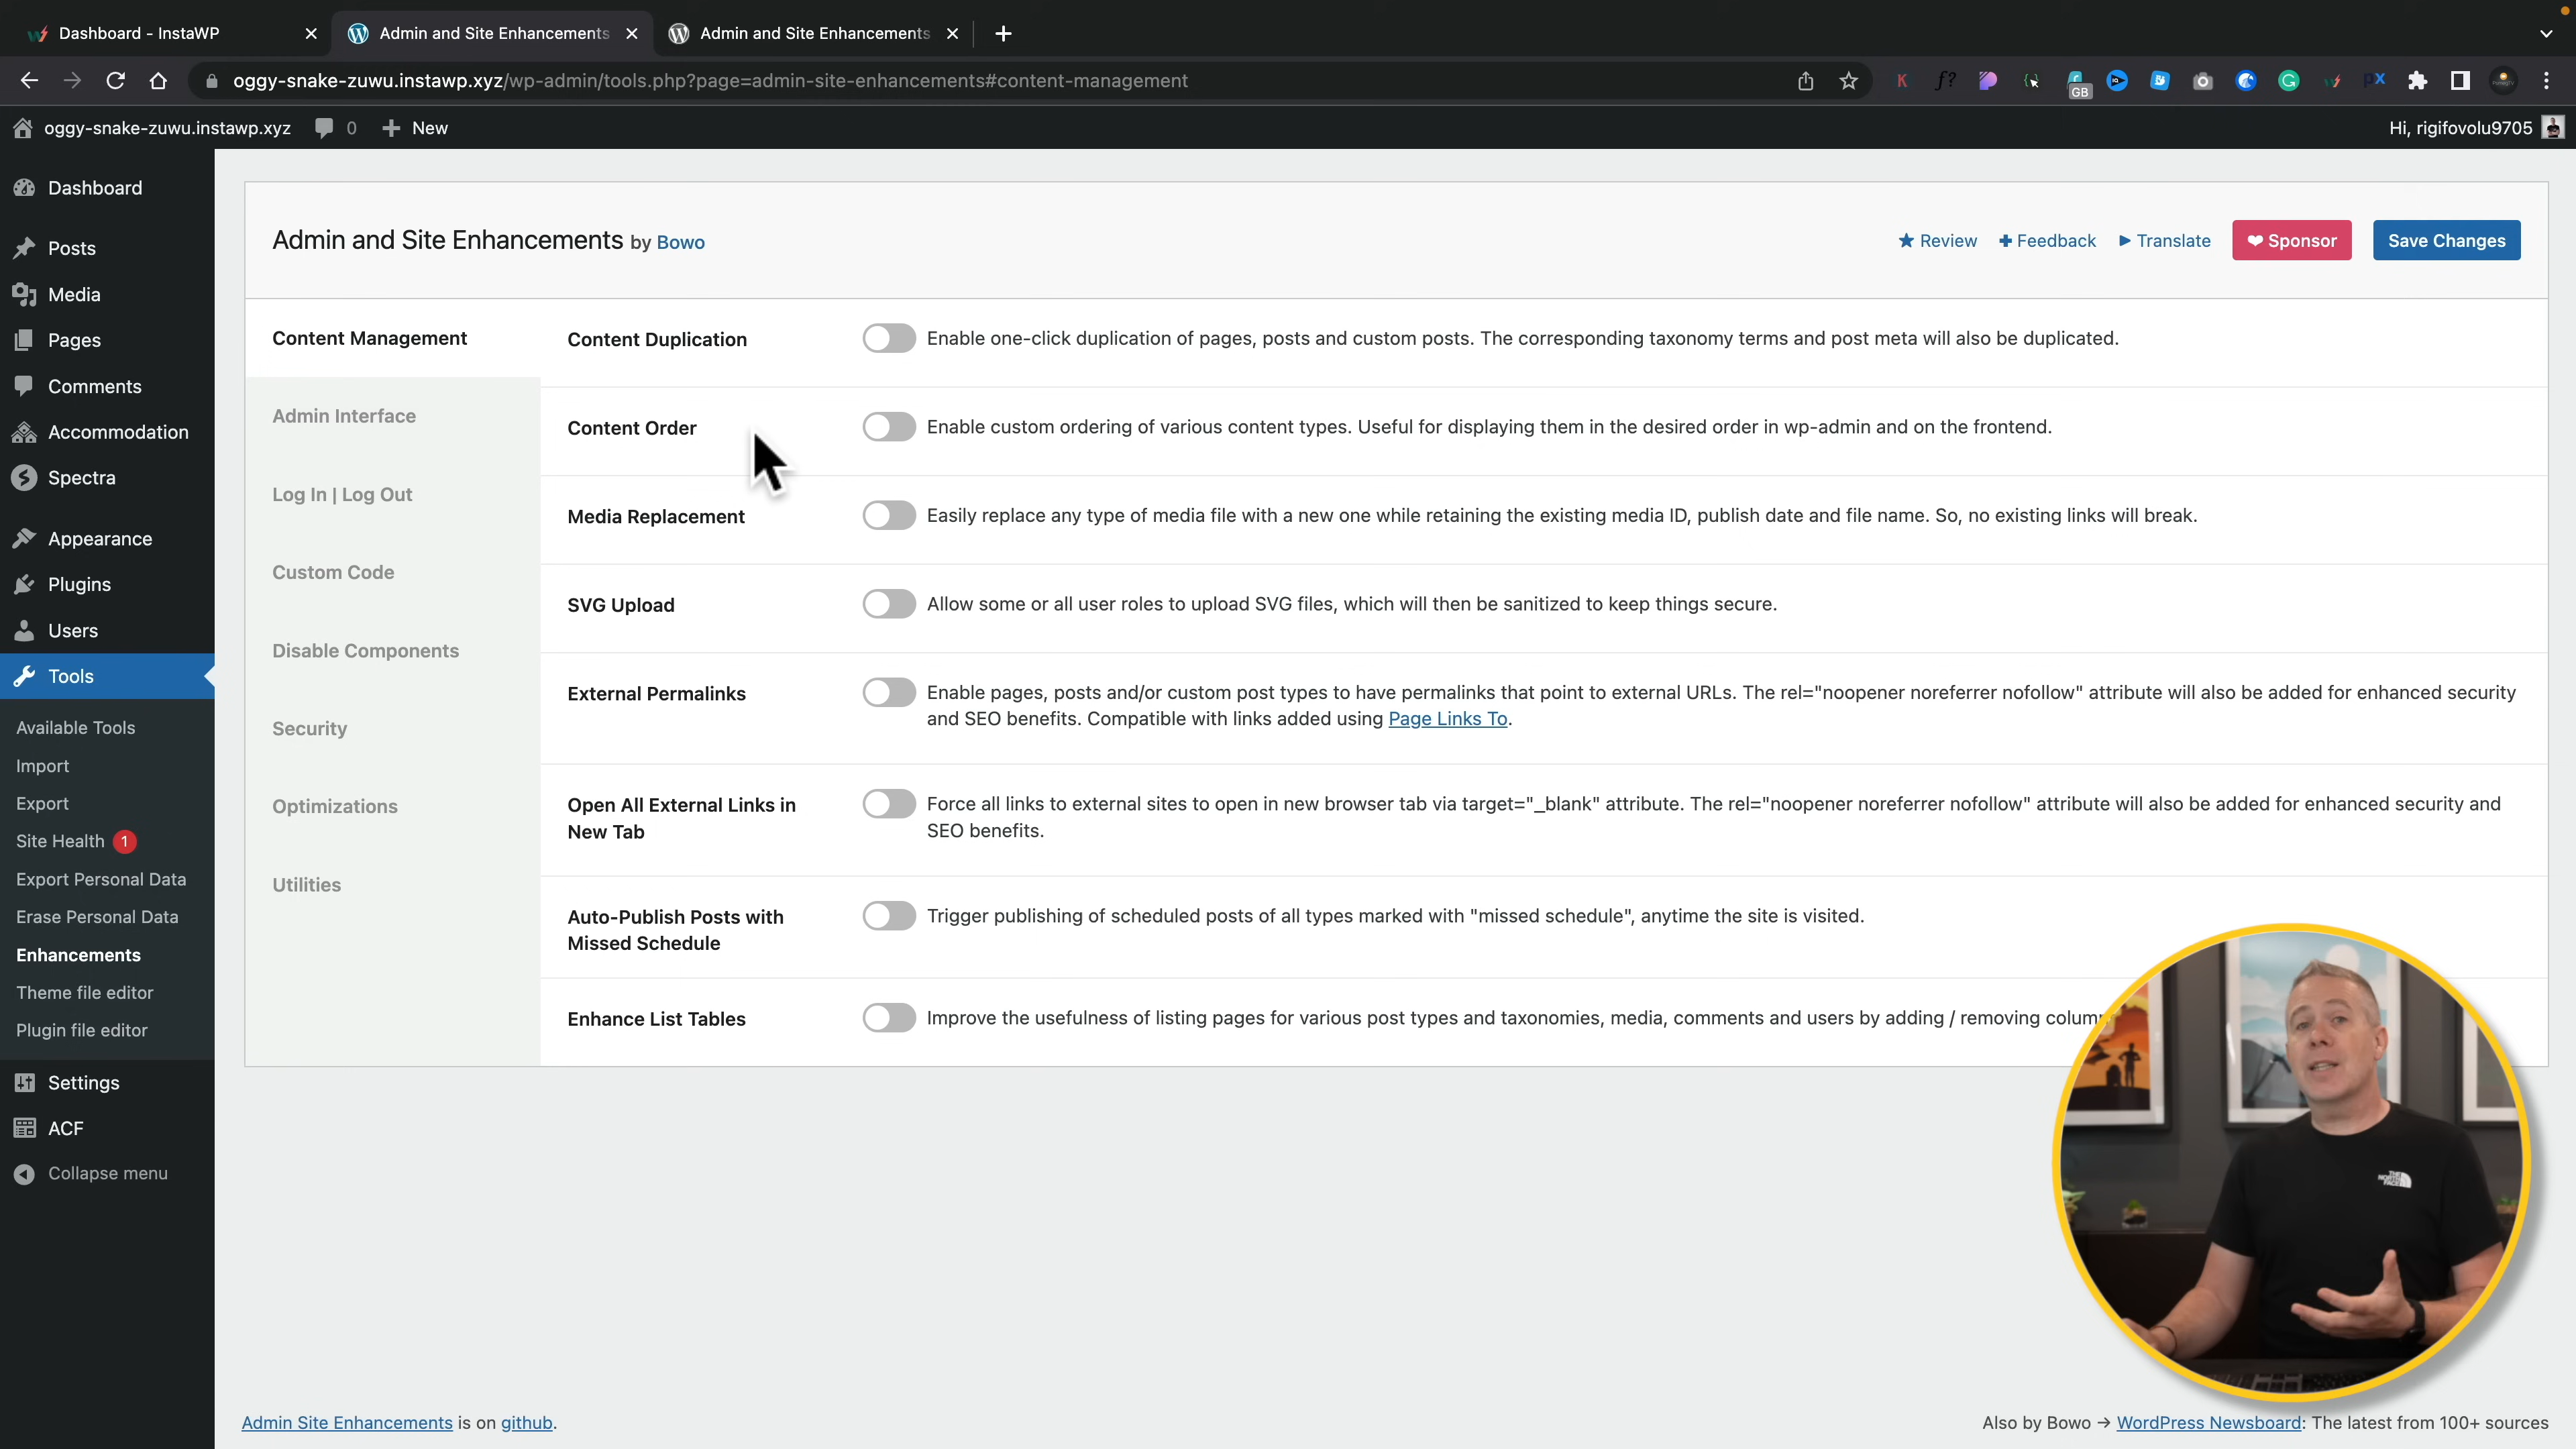 Dashboard - InstaWP
Admin and Site Enhancements
Admin and Site Enhancements
oggy-snake-zuwu.instawp.xyz/wp-admin/tools.php?page=admin-site-enhancements#content-management
GB
oggy-snake-zuwu.instawp.xyz 0 + New
Hi, rigifovolu9705
Dashboard
Posts
Media
Pages
Comments
Accommodation
Spectra
Appearance
Plugins
Users
Tools
Available Tools
Import
Export
Site Health 1
Export Personal Data
Erase Personal Data
Enhancements
Theme file editor
Plugin file editor
Settings
ACF
Collapse menu
Admin and Site Enhancements by Bowo
Review
Feedback
Translate
Sponsor
Save Changes
Content Management
Admin Interface
Log In | Log Out
Custom Code
Disable Components
Security
Optimizations
Utilities
Content Duplication
Enable one-click duplication of pages, posts and custom posts. The corresponding taxonomy terms and post meta will also be duplicated.
Content Order
Enable custom ordering of various content types. Useful for displaying them in the desired order in wp-admin and on the frontend.
Media Replacement
Easily replace any type of media file with a new one while retaining the existing media ID, publish date and file name. So, no existing links will break.
SVG Upload
Allow some or all user roles to upload SVG files, which will then be sanitized to keep things secure.
External Permalinks
Enable pages, posts and/or custom post types to have permalinks that point to external URLs. The rel="noopener noreferrer nofollow" attribute will also be added for enhanced security
and SEO benefits. Compatible with links added using Page Links To.
Open All External Links in
New Tab
Force all links to external sites to open in new browser tab via target="_blank" attribute. The rel="noopener noreferrer nofollow" attribute will also be added for enhanced security and
SEO benefits.
Auto-Publish Posts with
Missed Schedule
Trigger publishing of scheduled posts of all types marked with "missed schedule", anytime the site is visited.
Enhance List Tables
Improve the usefulness of listing pages for various post types and taxonomies, media, comments and users by adding / removing
THE NORTH FACE
Admin Site Enhancements is on github.
Also by Bowo → WordPress Newsboard: The latest from 100+ sources